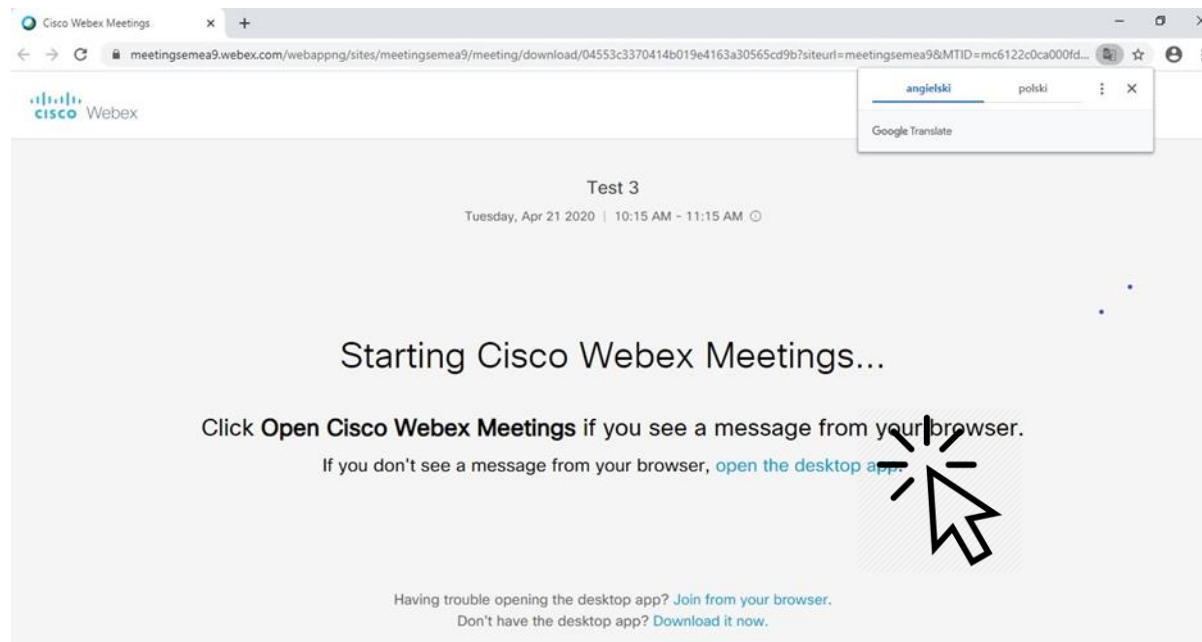 Cisco Webex Meetings
meetingsemea9.webex.com/webappng/sites/meetingsemea9/meeting/download/04553c3370414b019e4163a30565cd9b?siteurl=meetingsemea9&MTID=mc6122c0ca000fd...
angielski polski
CISCO Webex
Google Translate
Test 3
Tuesday, Apr 21 2020 | 10:15 AM - 11:15 AM
Starting Cisco Webex Meetings...
Click Open Cisco Webex Meetings if you see a message from your browser.
If you don't see a message from your browser, open the desktop app.
Having trouble opening the desktop app? Join from your browser.
Don't have the desktop app? Download it now.